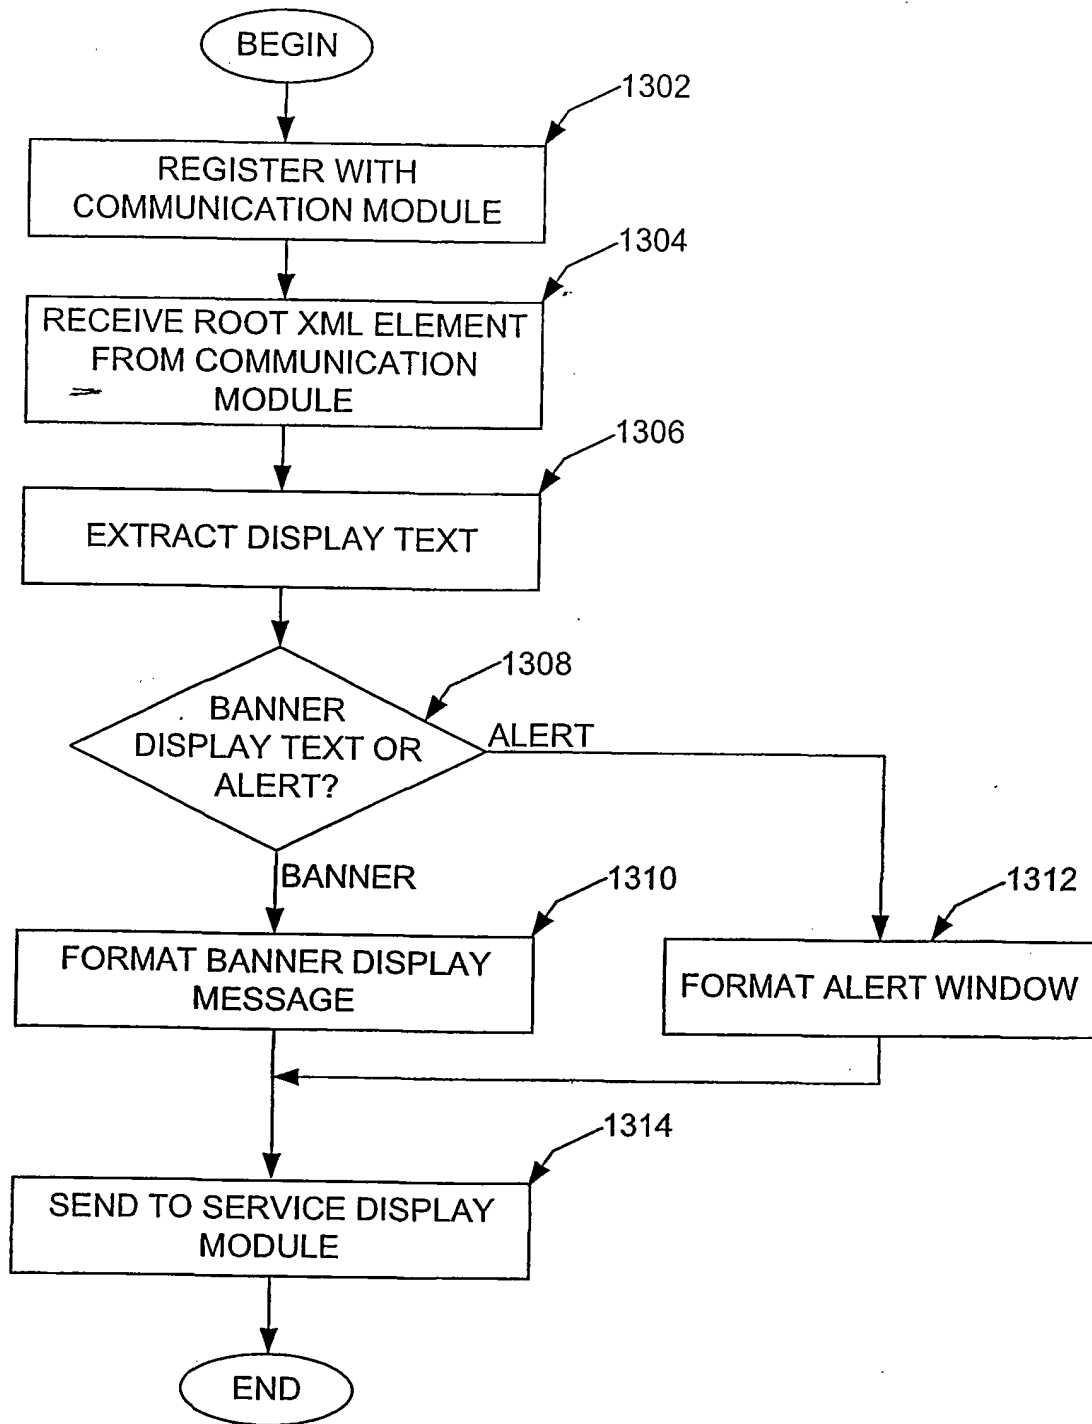 BEGIN
1302
REGISTER WITH
COMMUNICATION MODULE
1304
RECEIVE ROOT XML ELEMENT
FROM COMMUNICATION
MODULE
1306
EXTRACT DISPLAY TEXT
1308
BANNER
DISPLAY TEXT OR
ALERT?
ALERT
BANNER
1310
FORMAT BANNER DISPLAY
MESSAGE
1312
FORMAT ALERT WINDOW
1314
SEND TO SERVICE DISPLAY
MODULE
END